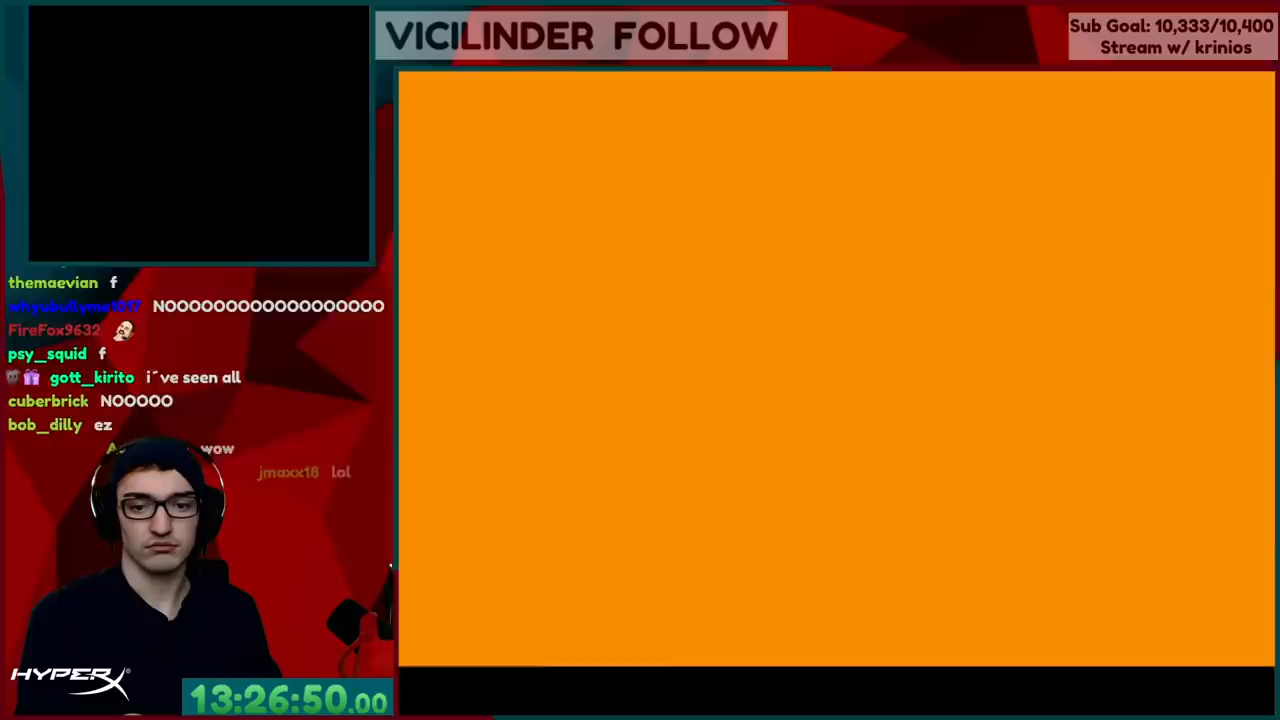 VICILINDER FOLLOW
Sub Goal: 10,333/10,400
Stream w/ krinios
themaevian f
whyubullyme1017 NOOOOOOOOOOOOOOOOOO
FireFox9632
psy_squid f
gott_kirito i´ve seen all
cuberbrick NOOOOO
bob_dilly ez
wow
jmaxx18 lol
HYPERX
13:26:50.00